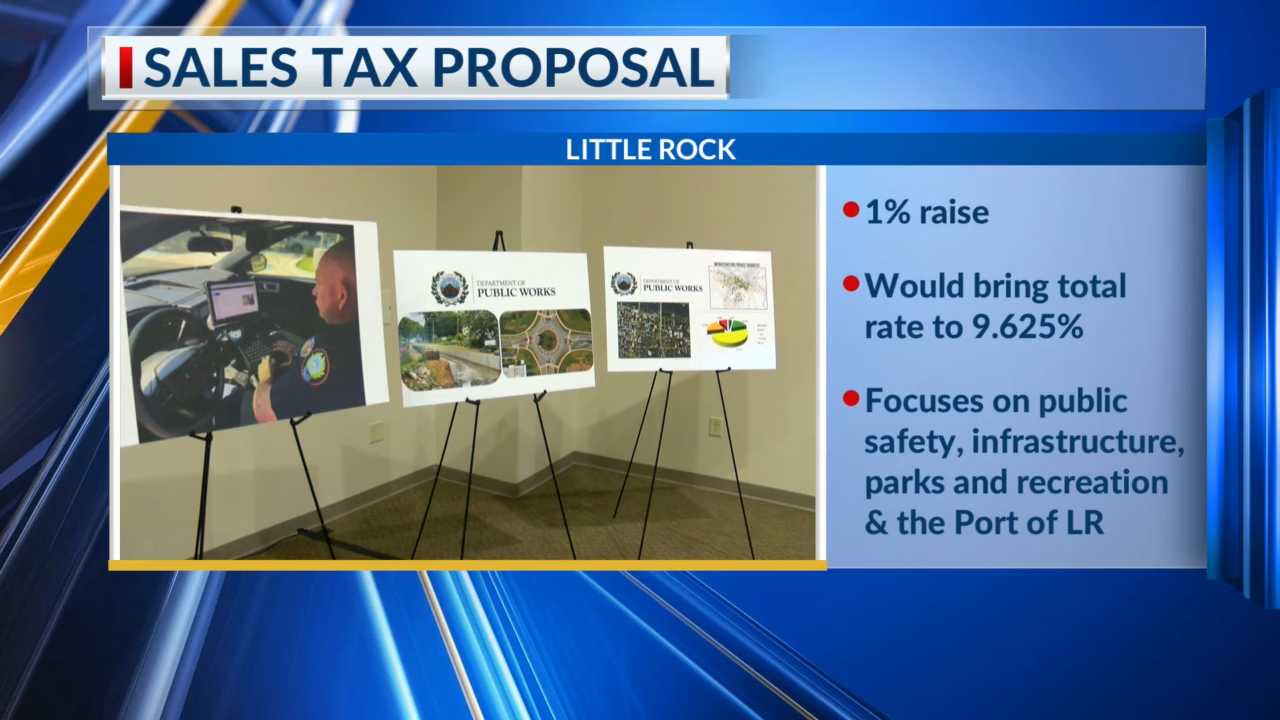 SALES TAX PROPOSAL
LITTLE ROCK
DEPARTMENT OF
PUBLIC WORKS
DEPARTMENT OF
PUBLIC WORKS
1% raise
Would bring total
rate to 9.625%
Focuses on public
safety, infrastructure,
parks and recreation
& the Port of LR